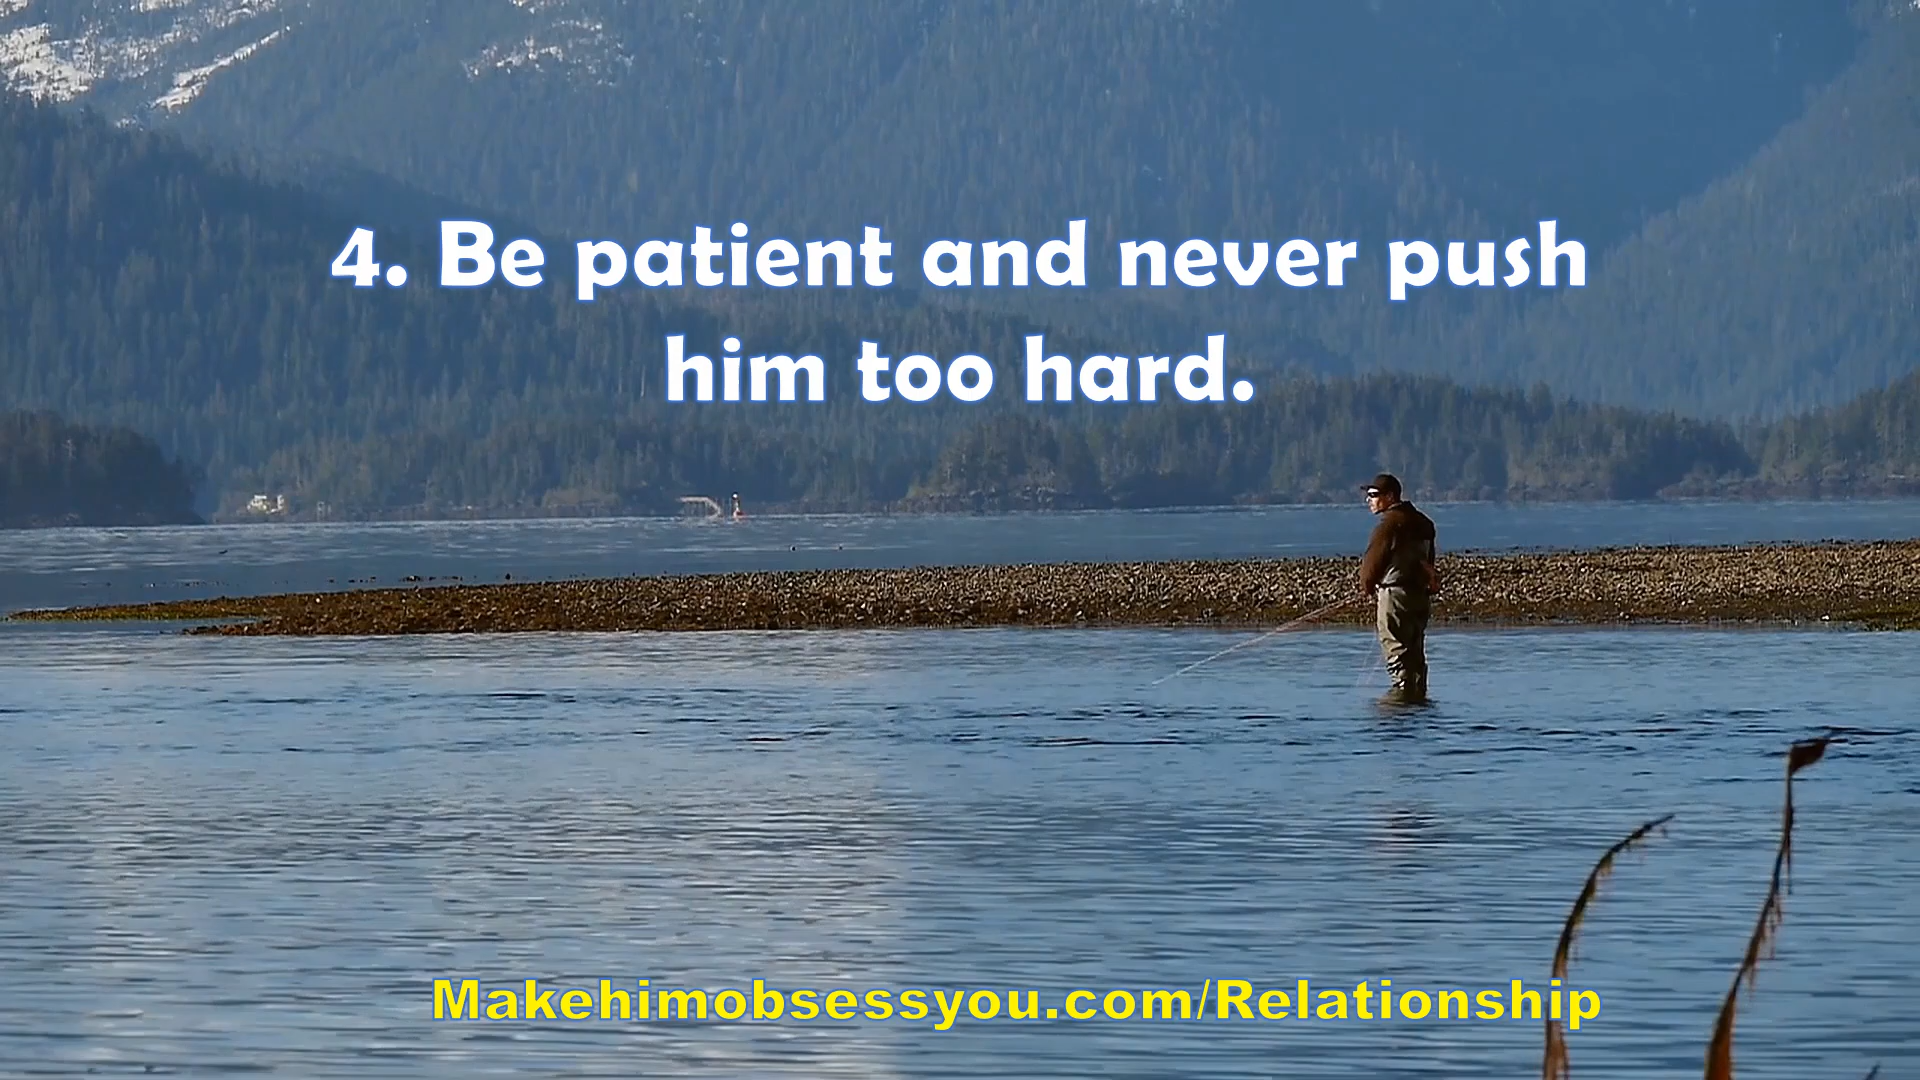 4. Be patient and never push
him too hard.
Makehimobsessyou.com/Relationship